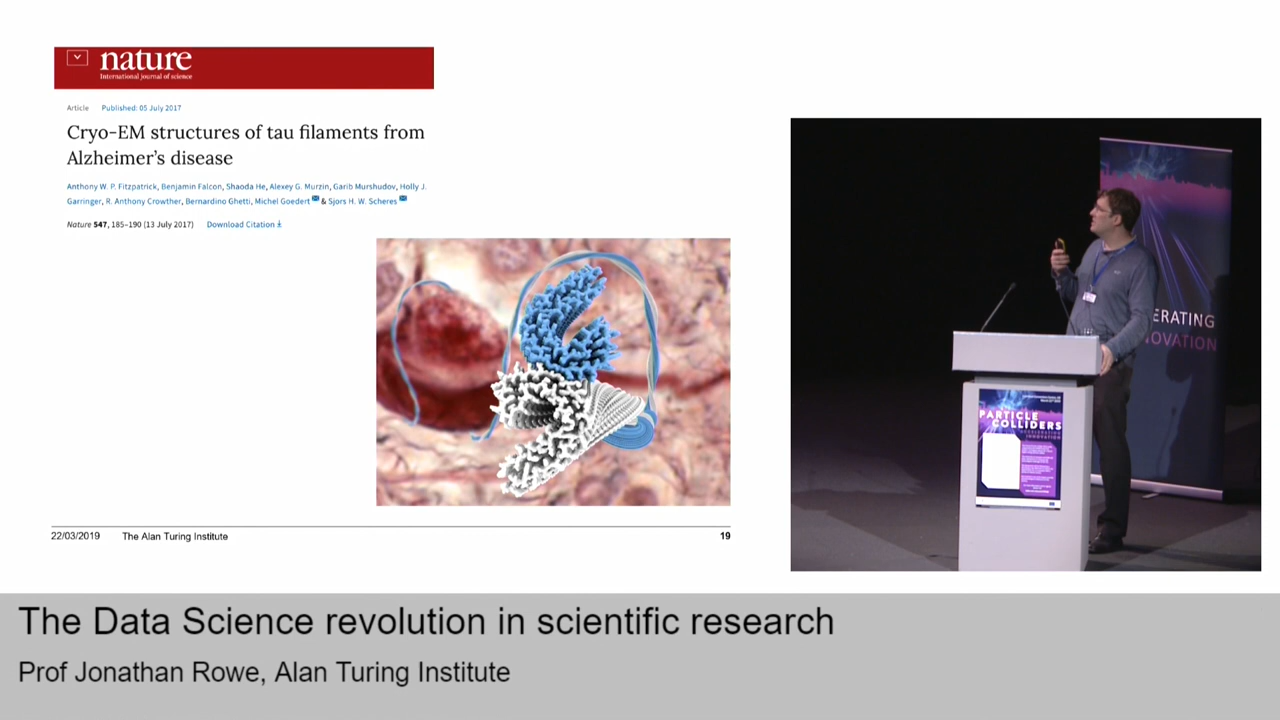 nature
International journal of science
Article Published: 05 July 2017
Cryo-EM structures of tau filaments from
Alzheimer's disease
Anthony W. P. Fitzpatrick, Benjamin Falcon, Shaoda He, Alexey G. Murzin, Garib Murshudov, Holly J.
Garringer, R. Anthony Crowther, Bernardino Ghetti, Michel Goedert & Sjors H. W. Scheres
Nature 547, 185–190 (13 July 2017) Download Citation
22/03/2019 The Alan Turing Institute 19
ERATING
OVATION
PARTICLE
COLLIDERS
The Data Science revolution in scientific research
Prof Jonathan Rowe, Alan Turing Institute